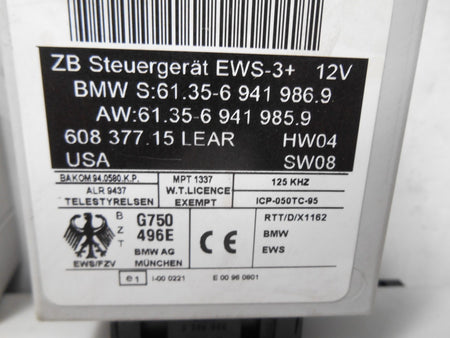 ZB Steuergerät EWS-3+ 12V
BMW S:61.35-6 941 986.9
AW:61.35-6 941 985.9
608 377.15 LEAR HW04
USA SW08
BAKOM 94.0580.K.P. MPT 1337 125 KHZ
ALR 9437 W.T.LICENCE
TELESTYRELSEN EXEMPT ICP-050TC-95
B Z T G750 RTT/D/X1162
496E CE BMW
BMW AG EWS
EWS/FZV MÜNCHEN
e1 I-00 0221 E 00 96 0801